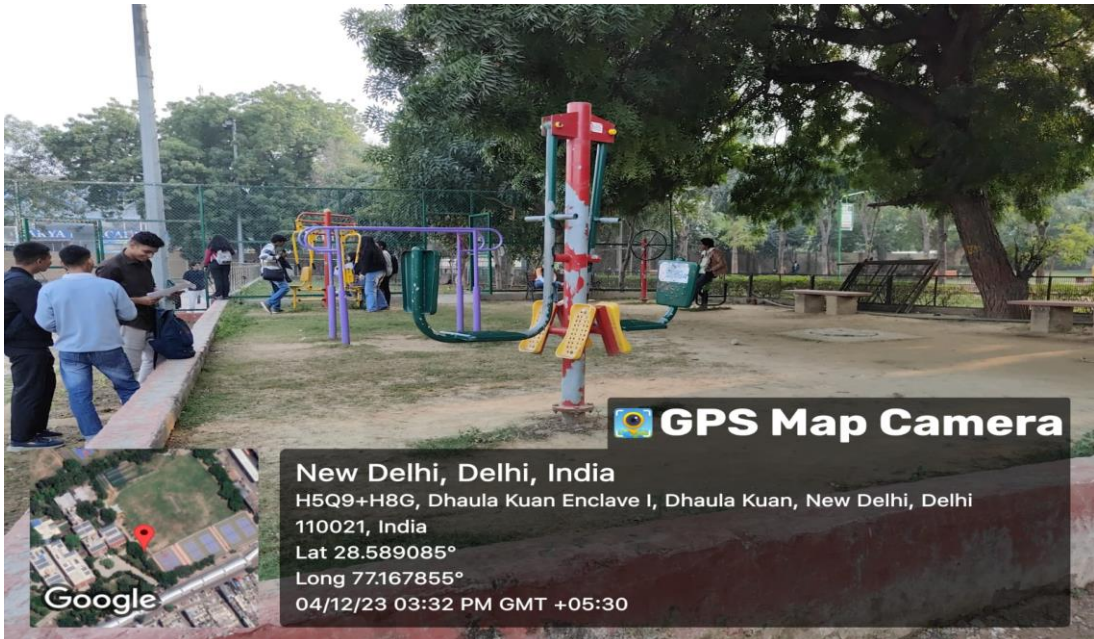 GPS Map Camera
New Delhi, Delhi, India
H5Q9+H8G, Dhaula Kuan Enclave I, Dhaula Kuan, New Delhi, Delhi
110021, India
Lat 28.589085°
Long 77.167855°
04/12/23 03:32 PM GMT +05:30
Google